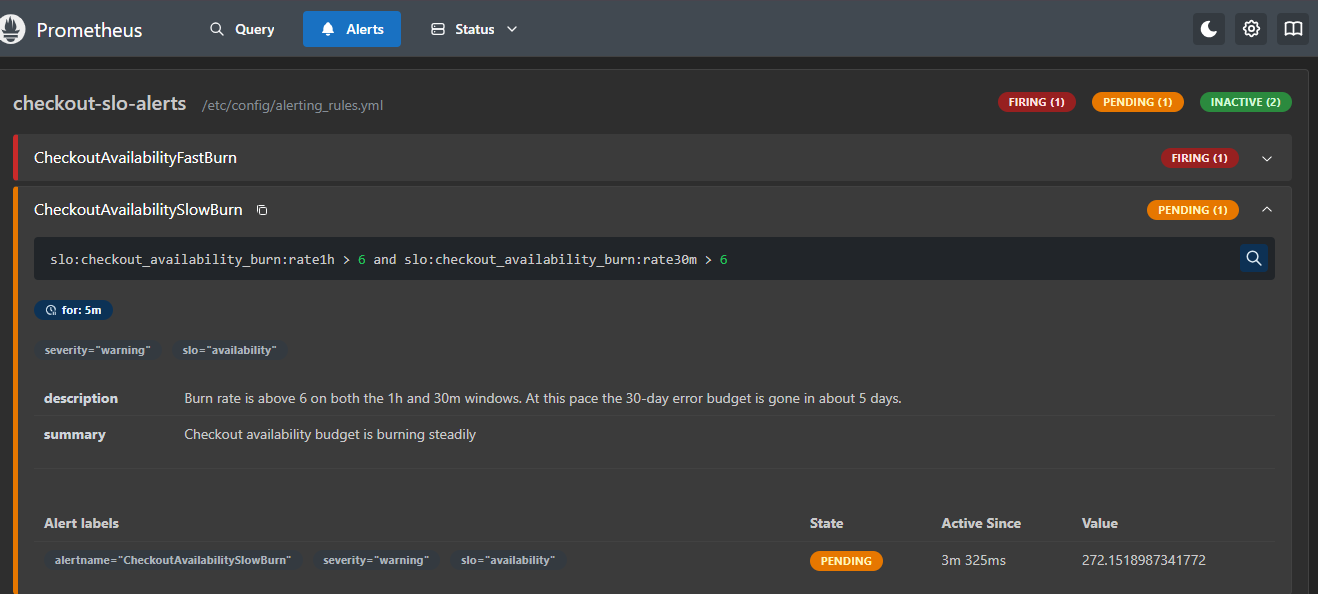 Prometheus Query Alerts Status
checkout-slo-alerts /etc/config/alerting_rules.yml FIRING (1) PENDING (1) INACTIVE (2)
CheckoutAvailabilityFastBurn FIRING (1)
CheckoutAvailabilitySlowBurn PENDING (1)
slo:checkout_availability_burn:rate1h > 6 and slo:checkout_availability_burn:rate30m > 6
for: 5m
severity="warning" slo="availability"
description Burn rate is above 6 on both the 1h and 30m windows. At this pace the 30-day error budget is gone in about 5 days.
summary Checkout availability budget is burning steadily
Alert labels State Active Since Value
alertname="CheckoutAvailabilitySlowBurn" severity="warning" slo="availability" PENDING 3m 325ms 272.1518987341772